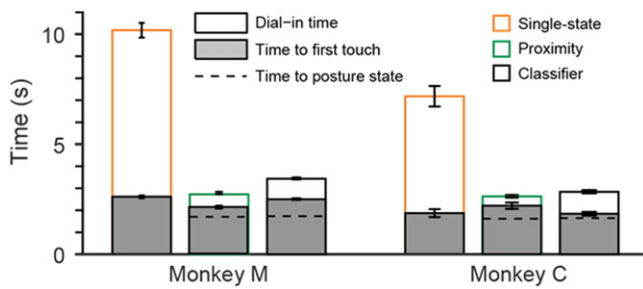 10
5
0
Time (s)
Dial-in time
Time to first touch
Time to posture state
Single-state
Proximity
Classifier
Monkey M
Monkey C